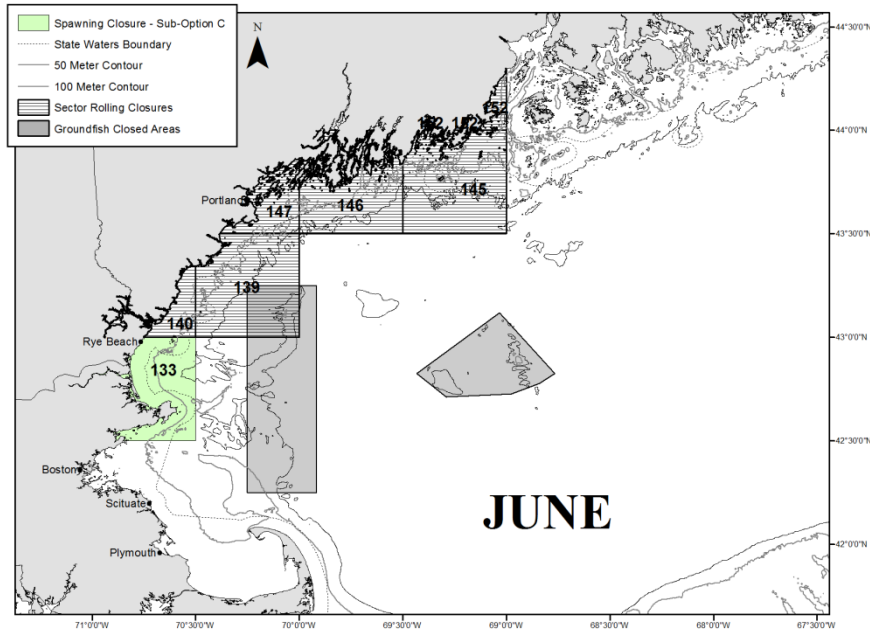 Spawning Closure - Sub-Option C
State Waters Boundary
50 Meter Contour
100 Meter Contour
Sector Rolling Closures
Groundfish Closed Areas
N
44°30'0"N
44°0'0"N
43°30'0"N
43°0'0"N
42°30'0"N
42°0'0"N
152
145
146
147
Portland
139
140
Rye Beach
133
Boston
Scituate
Plymouth
JUNE
71°0'0"W
70°30'0"W
70°0'0"W
69°30'0"W
69°0'0"W
68°30'0"W
68°0'0"W
67°30'0"W